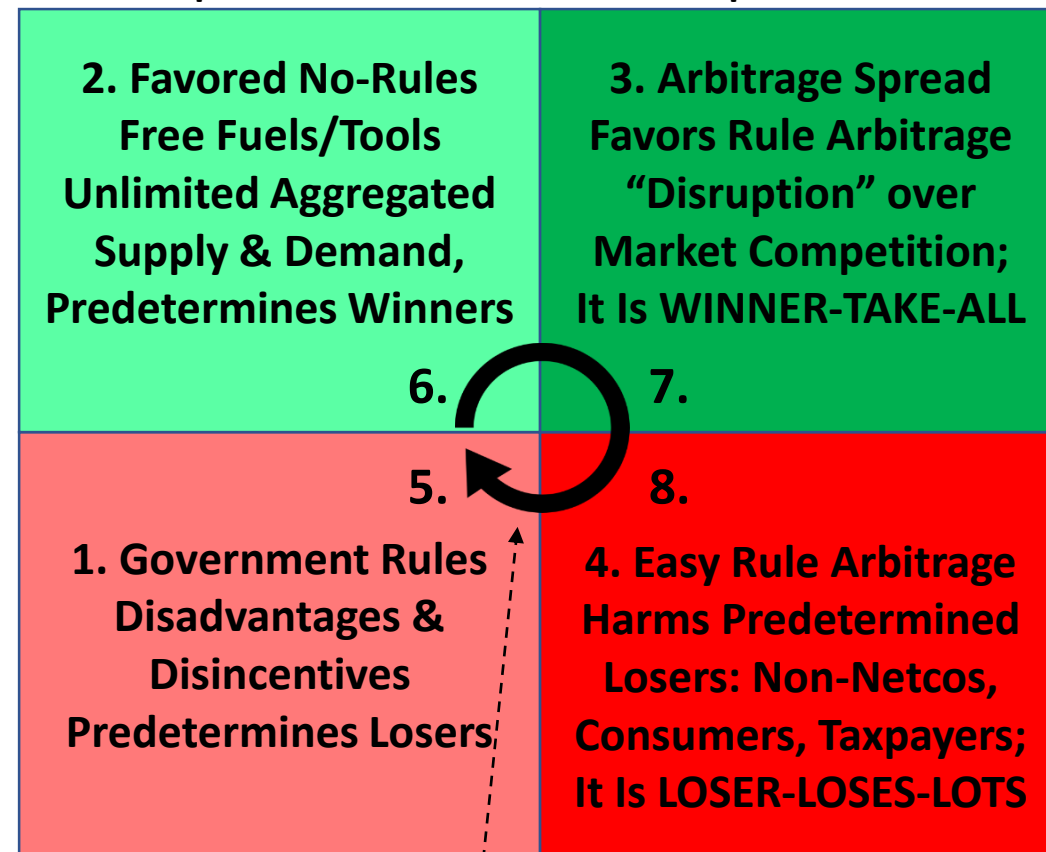 2. Favored No-Rules
Free Fuels/Tools
Unlimited Aggregated
Supply & Demand,
Predetermines Winners
6.
3. Arbitrage Spread
Favors Rule Arbitrage
“Disruption” over
Market Competition;
It Is WINNER-TAKE-ALL
7.
5.
1. Government Rules
Disadvantages &
Disincentives
Predetermines Losers
8.
4. Easy Rule Arbitrage
Harms Predetermined
Losers: Non-Netcos,
Consumers, Taxpayers;
It Is LOSER-LOSES-LOTS